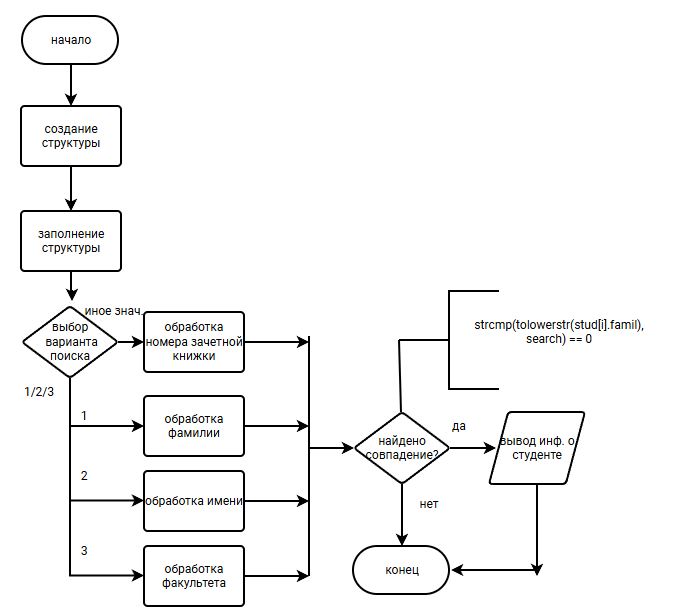 начало
создание
структуры
заполнение
структуры
иное знач.
выбор
варианта
поиска
обработка
номера зачетной
книжки
strcmp(tolowerstr(stud[i].famil),
search) == 0
1/2/3
1
обработка
фамилии
да
найдено
совпадение?
вывод инф. о
студенте
2
обработка имени
нет
3
обработка
факультета
конец